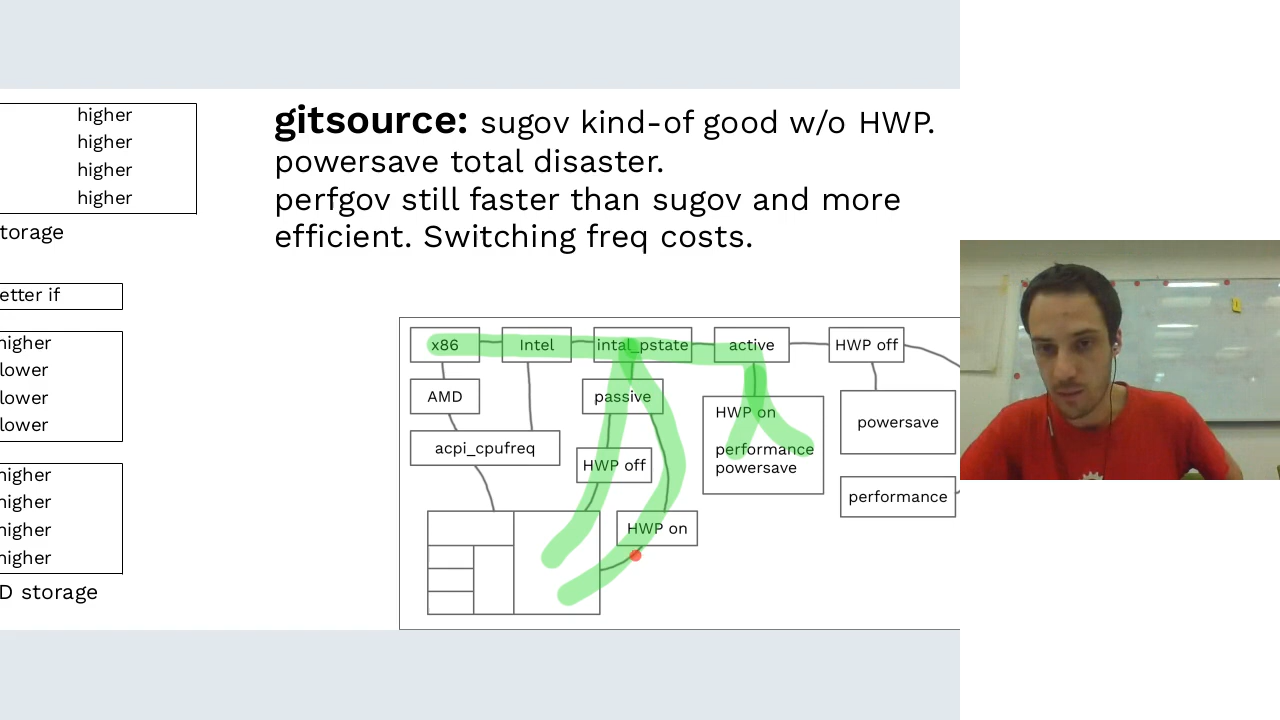 higher
higher
higher
higher
torage
etter if
higher
lower
lower
lower
higher
higher
higher
higher
D storage
gitsource: sugov kind-of good w/o HWP.
powersave total disaster.
perfgov still faster than sugov and more
efficient. Switching freq costs.
x86 Intel intal_pstate active HWP off
AMD passive HWP on
powersave
acpi_cpufreq performance
HWP off powersave
performance
HWP on